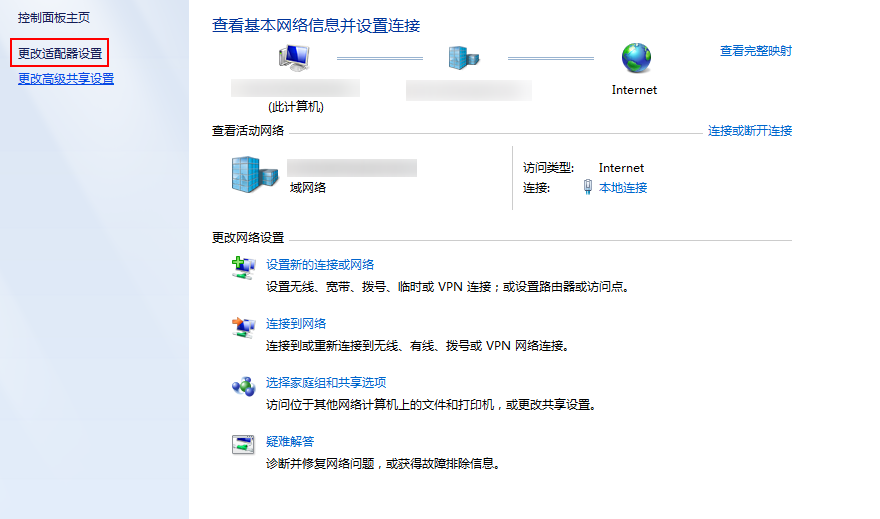 控制面板主页
更改适配器设置
更改高级共享设置
查看基本网络信息并设置连接
查看完整映射
Internet
(此计算机)
查看活动网络
连接或断开连接
域网络
访问类型: Internet
连接: 本地连接
更改网络设置
设置新的连接或网络
设置无线、宽带、拨号、临时或 VPN 连接；或设置路由器或访问点。
连接到网络
连接到或重新连接到无线、有线、拨号或 VPN 网络连接。
选择家庭组和共享选项
访问位于其他网络计算机上的文件和打印机，或更改共享设置。
疑难解答
诊断并修复网络问题，或获得故障排除信息。